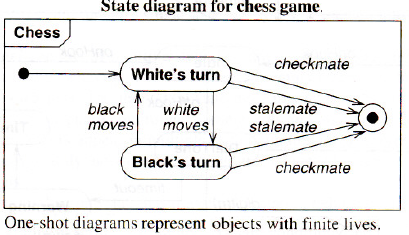 State diagram for chess game.
Chess
White's turn
checkmate
black moves
white moves
stalemate
stalemate
Black's turn
checkmate
One-shot diagrams represent objects with finite lives.